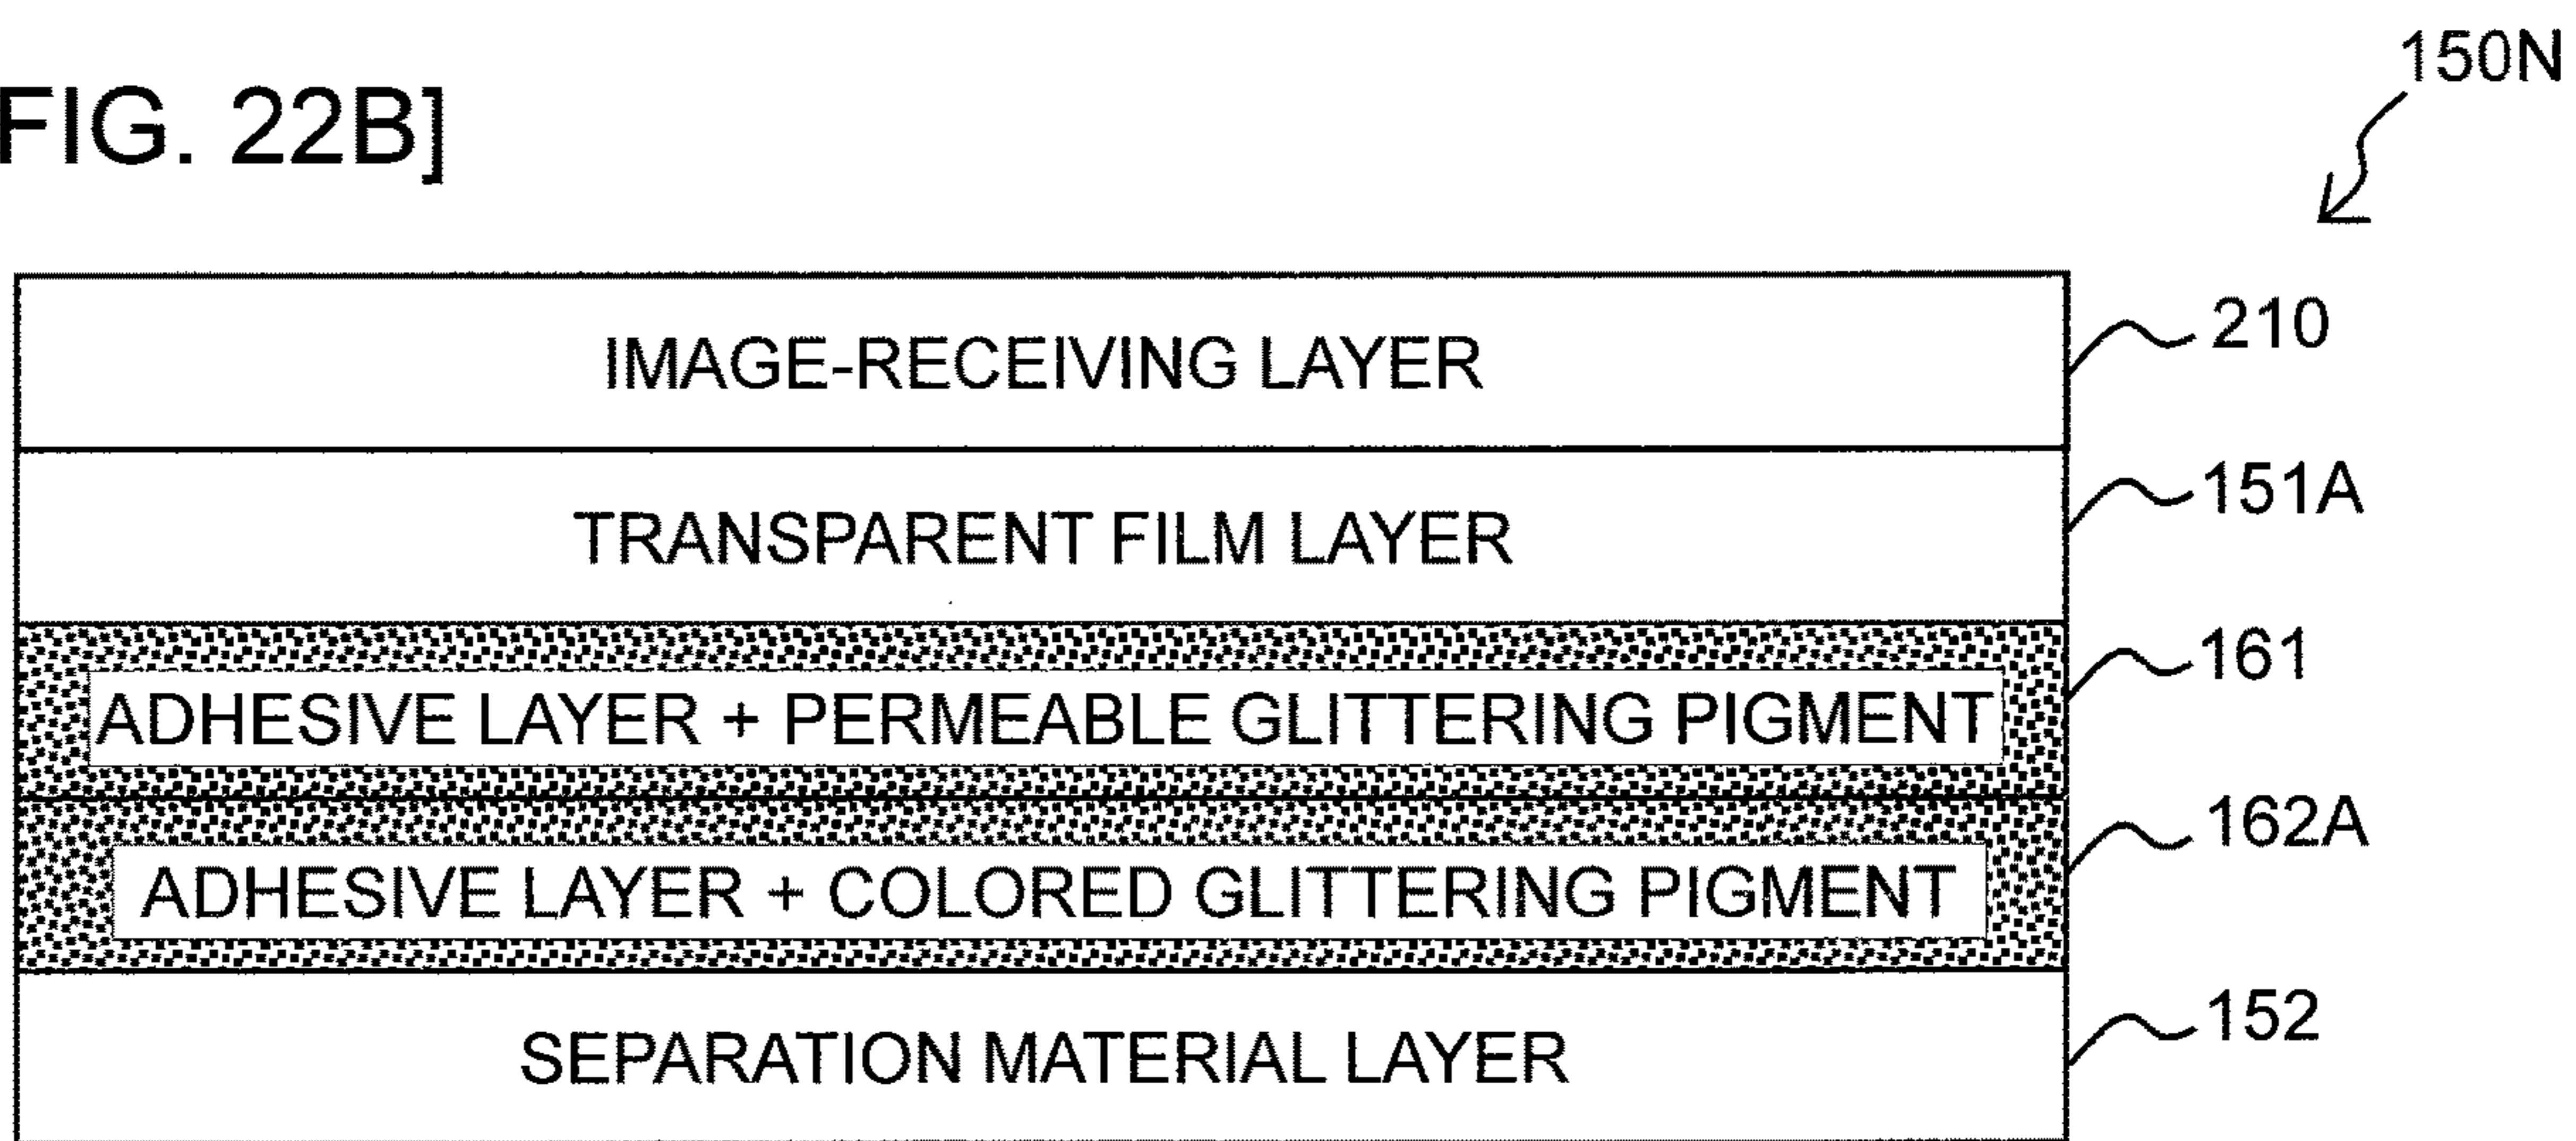 FIG. 22B]
150N
IMAGE-RECEIVING LAYER 210
TRANSPARENT FILM LAYER 151A
ADHESIVE LAYER + PERMEABLE GLITTERING PIGMENT 161
ADHESIVE LAYER + COLORED GLITTERING PIGMENT 162A
SEPARATION MATERIAL LAYER 152